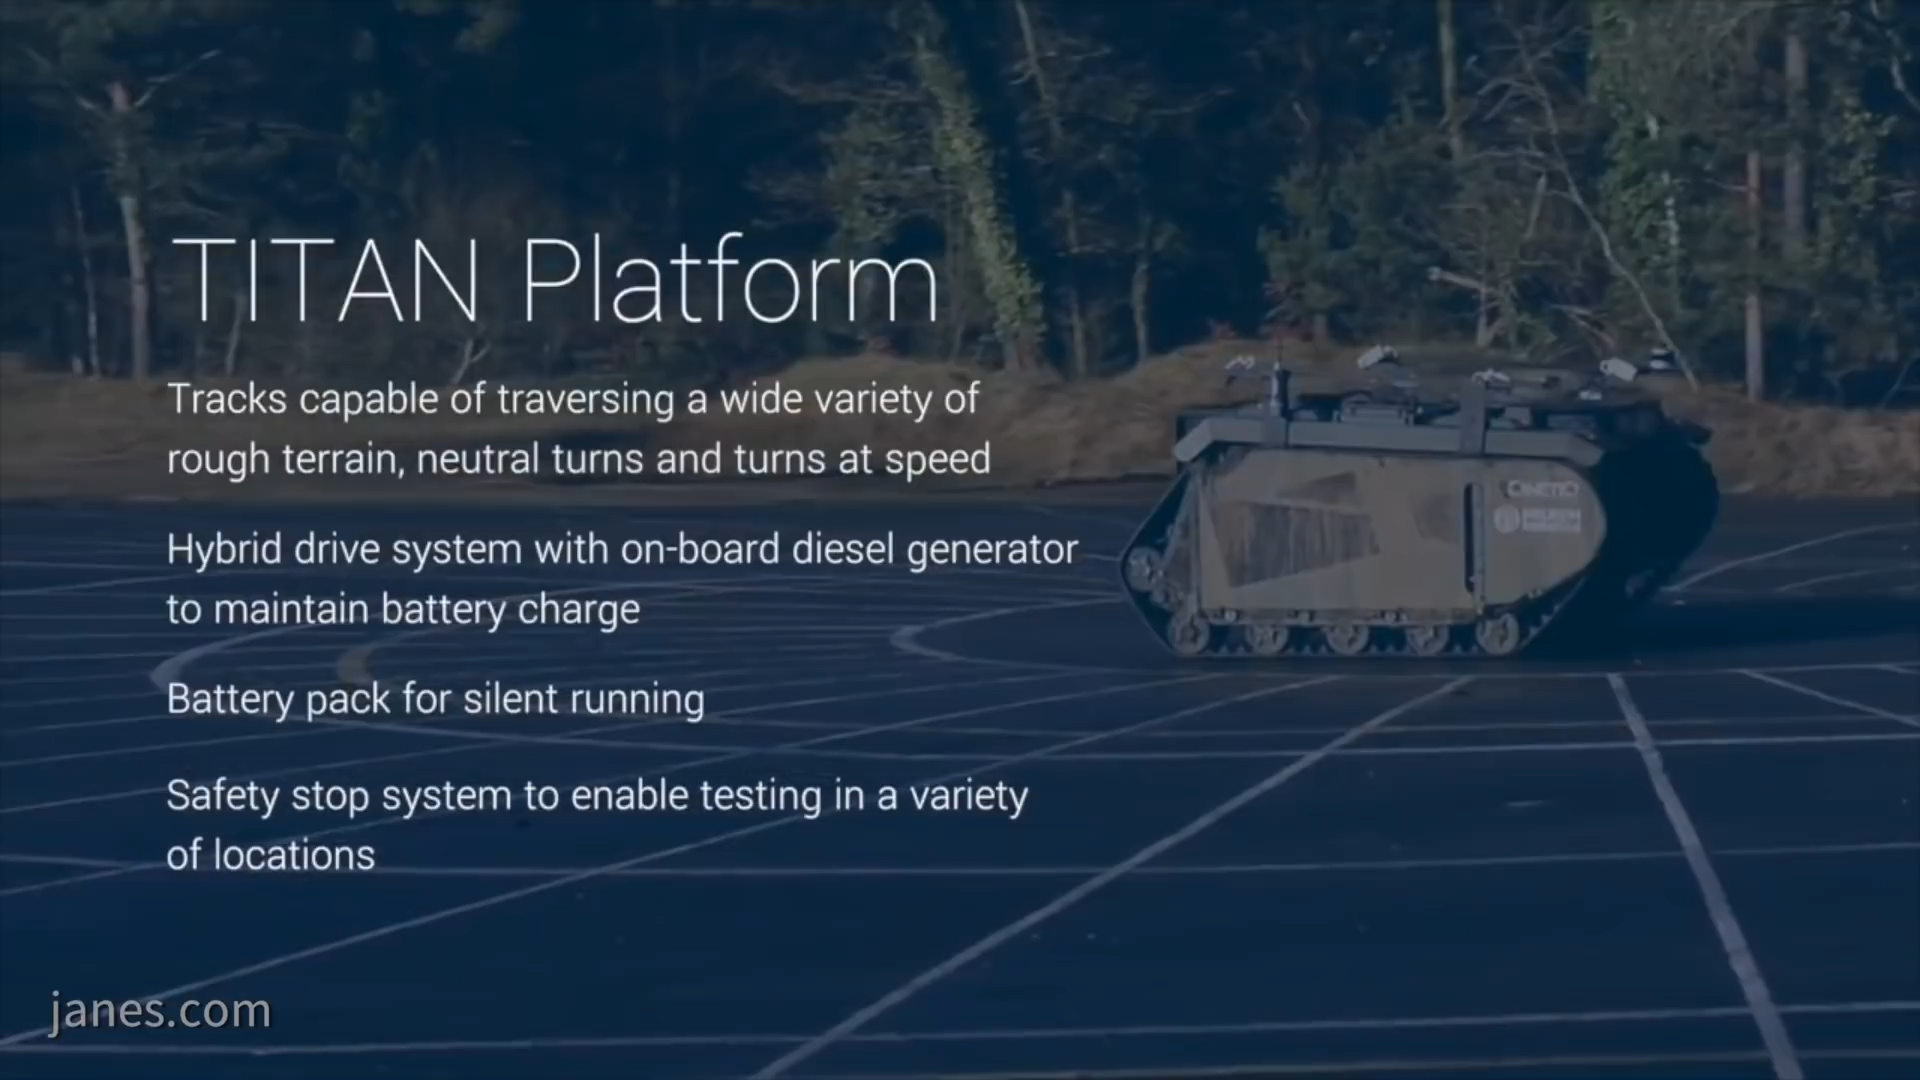 TITAN Platform
Tracks capable of traversing a wide variety of
rough terrain, neutral turns and turns at speed
Hybrid drive system with on-board diesel generator
to maintain battery charge
Battery pack for silent running
Safety stop system to enable testing in a variety
of locations
QINETIQ
MILREM
janes.com